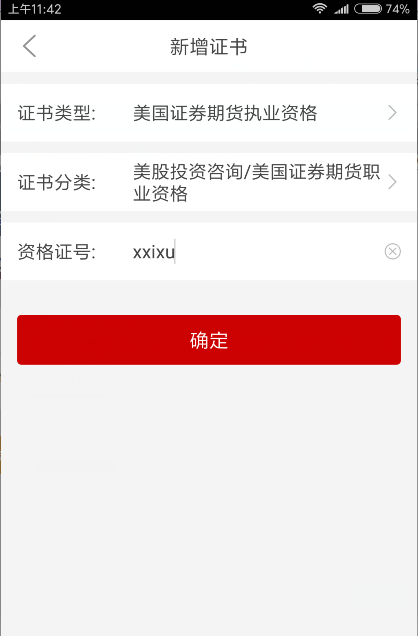 上午11:42
74%
新增证书
证书类型:
美国证券期货执业资格
证书分类:
美股投资咨询/美国证券期货职
业资格
资格证号:
xxixu
确定